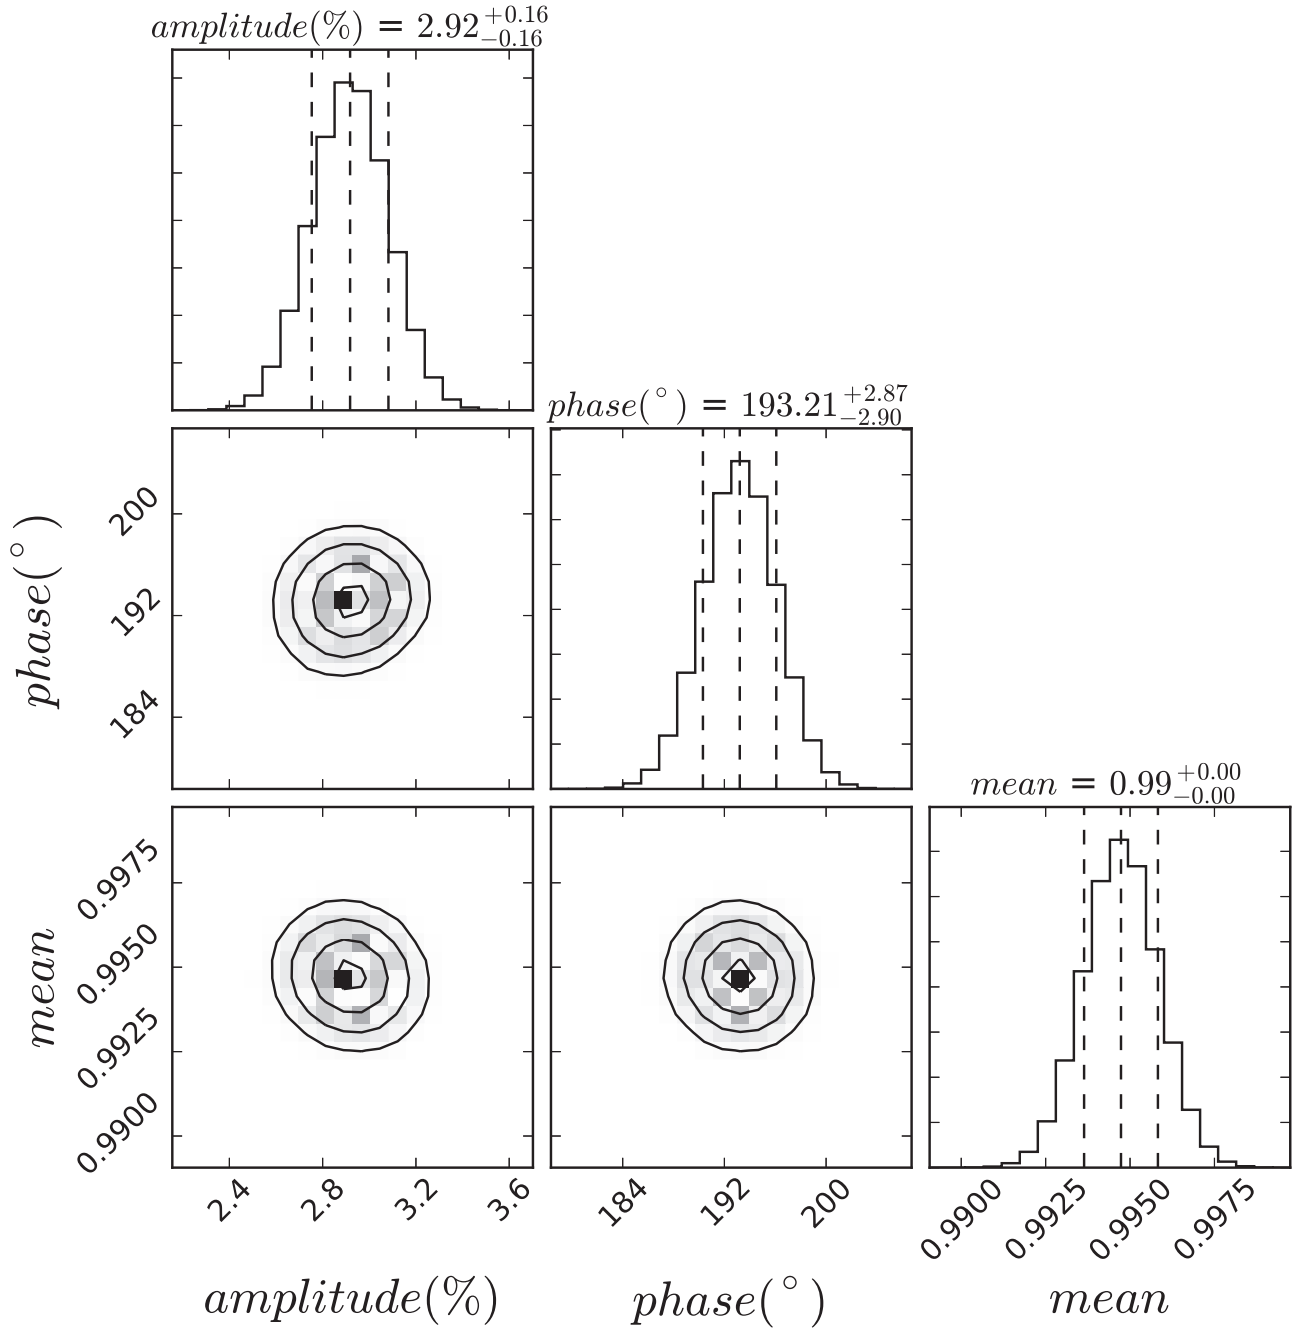 amplitude(%) = 2.92 +0.16 −0.16
phase(°) = 193.21 +2.87 −2.90
200
192
184
phase(°)
mean = 0.99 +0.00 −0.00
0.9975
0.9950
0.9925
0.9900
mean
2.4 2.8 3.2 3.6
184 192 200
0.9900 0.9925 0.9950 0.9975
amplitude(%) phase(°) mean